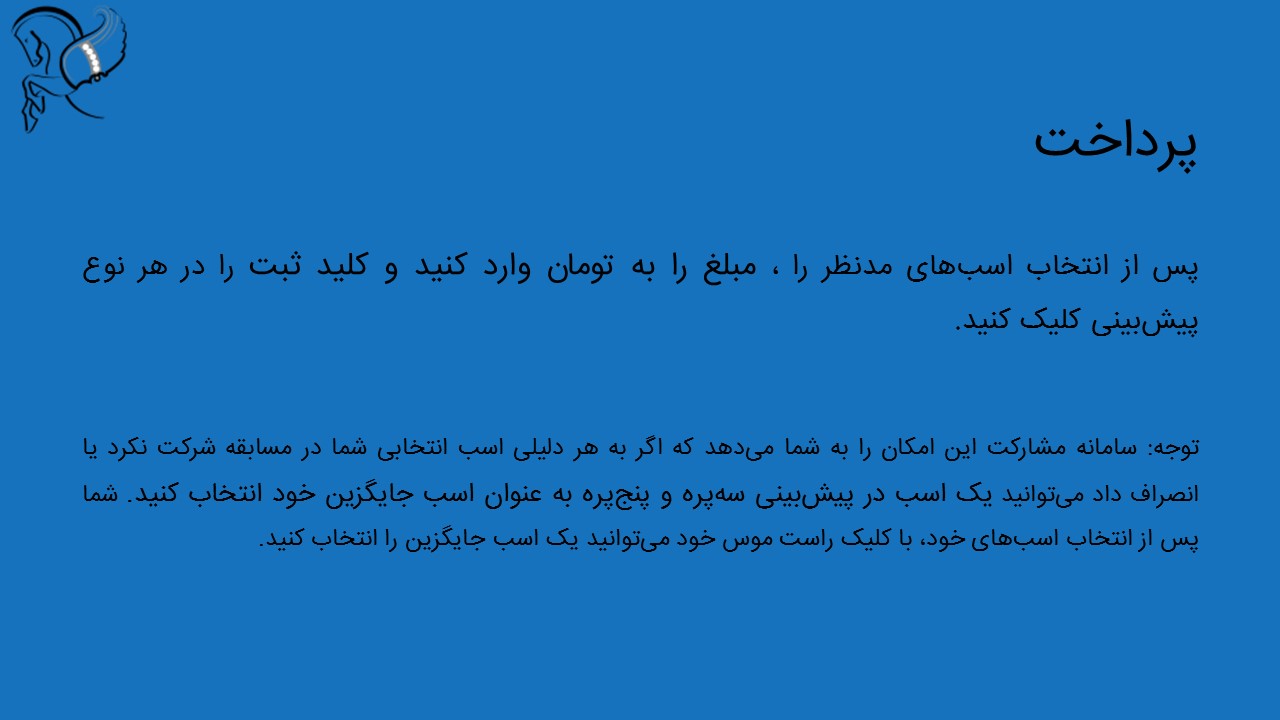 پرداخت
پس از انتخاب اسب‌های مدنظر را ، مبلغ را به تومان وارد کنید و کلید ثبت را در هر نوع
پیش‌بینی کلیک کنید.
توجه: سامانه مشارکت این امکان را به شما می‌دهد که اگر به هر دلیلی اسب انتخابی شما در مسابقه شرکت نکرد یا
انصراف داد می‌توانید یک اسب در پیش‌بینی سه‌پره و پنج‌پره به عنوان اسب جایگزین خود انتخاب کنید. شما
پس از انتخاب اسب‌های خود، با کلیک راست موس خود می‌توانید یک اسب جایگزین را انتخاب کنید.